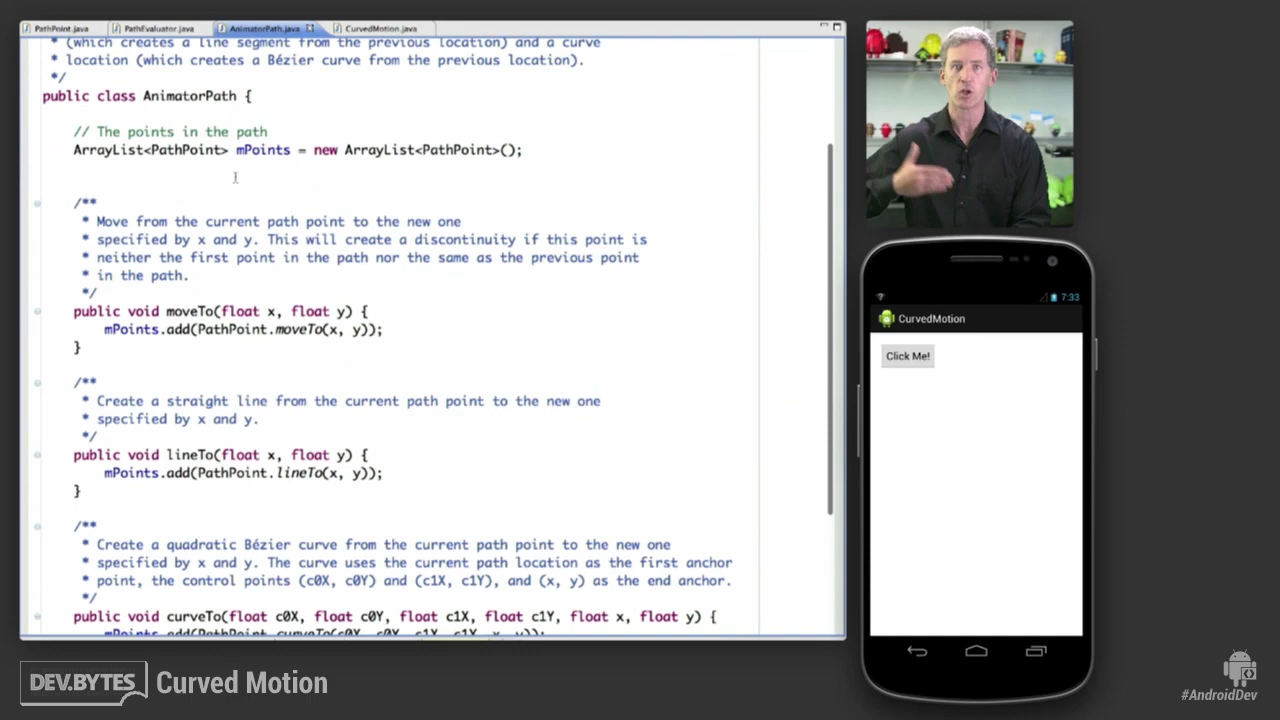 PathPoint.java
PathEvaluator.java
AnimatorPath.java
CurvedMotion.java
* (which creates a line segment from the previous location) and a curve
* location (which creates a Bézier curve from the previous location).
*/
public class AnimatorPath {
// The points in the path
ArrayList<PathPoint> mPoints = new ArrayList<PathPoint>();
/**
* Move from the current path point to the new one
* specified by x and y. This will create a discontinuity if this point is
* neither the first point in the path nor the same as the previous point
* in the path.
*/
public void moveTo(float x, float y) {
mPoints.add(PathPoint.moveTo(x, y));
}
/**
* Create a straight line from the current path point to the new one
* specified by x and y.
*/
public void lineTo(float x, float y) {
mPoints.add(PathPoint.lineTo(x, y));
}
/**
* Create a quadratic Bézier curve from the current path point to the new one
* specified by x and y. The curve uses the current path location as the first anchor
* point, the control points (c0X, c0Y) and (c1X, c1Y), and (x, y) as the end anchor.
*/
public void curveTo(float c0X, float c0Y, float c1X, float c1Y, float x, float y) {
mPoints.add(PathPoint.curveTo(c0X, c0Y, c1X, c1Y, x, y));
7:33
CurvedMotion
Click Me!
DEV.BYTES
Curved Motion
#AndroidDev